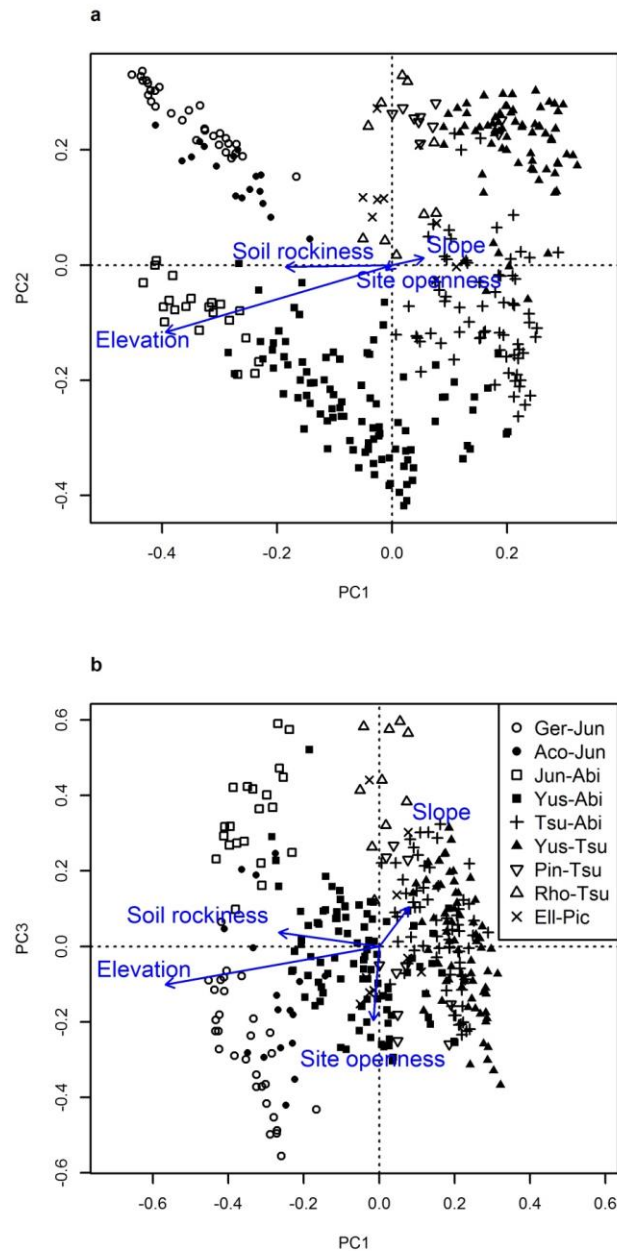 a
0.2
0.0
-0.2
-0.4
PC2
Soil rockiness
Slope
Site openness
Elevation
-0.4 -0.2 0.0 0.2
PC1
b
0.6
0.4
0.2
0.0
-0.2
-0.4
-0.6
PC3
Ger-Jun
Aco-Jun
Jun-Abi
Yus-Abi
Tsu-Abi
Yus-Tsu
Pin-Tsu
Rho-Tsu
Ell-Pic
Slope
Soil rockiness
Elevation
Site openness
-0.6 -0.4 -0.2 0.0 0.2 0.4 0.6
PC1